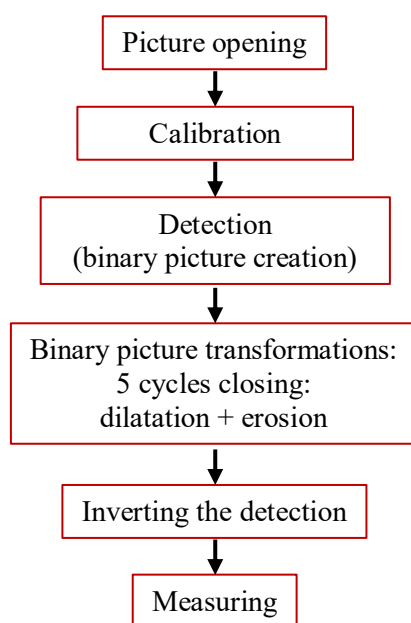 Picture opening
Calibration
Detection
(binary picture creation)
Binary picture transformations:
5 cycles closing:
dilatation + erosion
Inverting the detection
Measuring